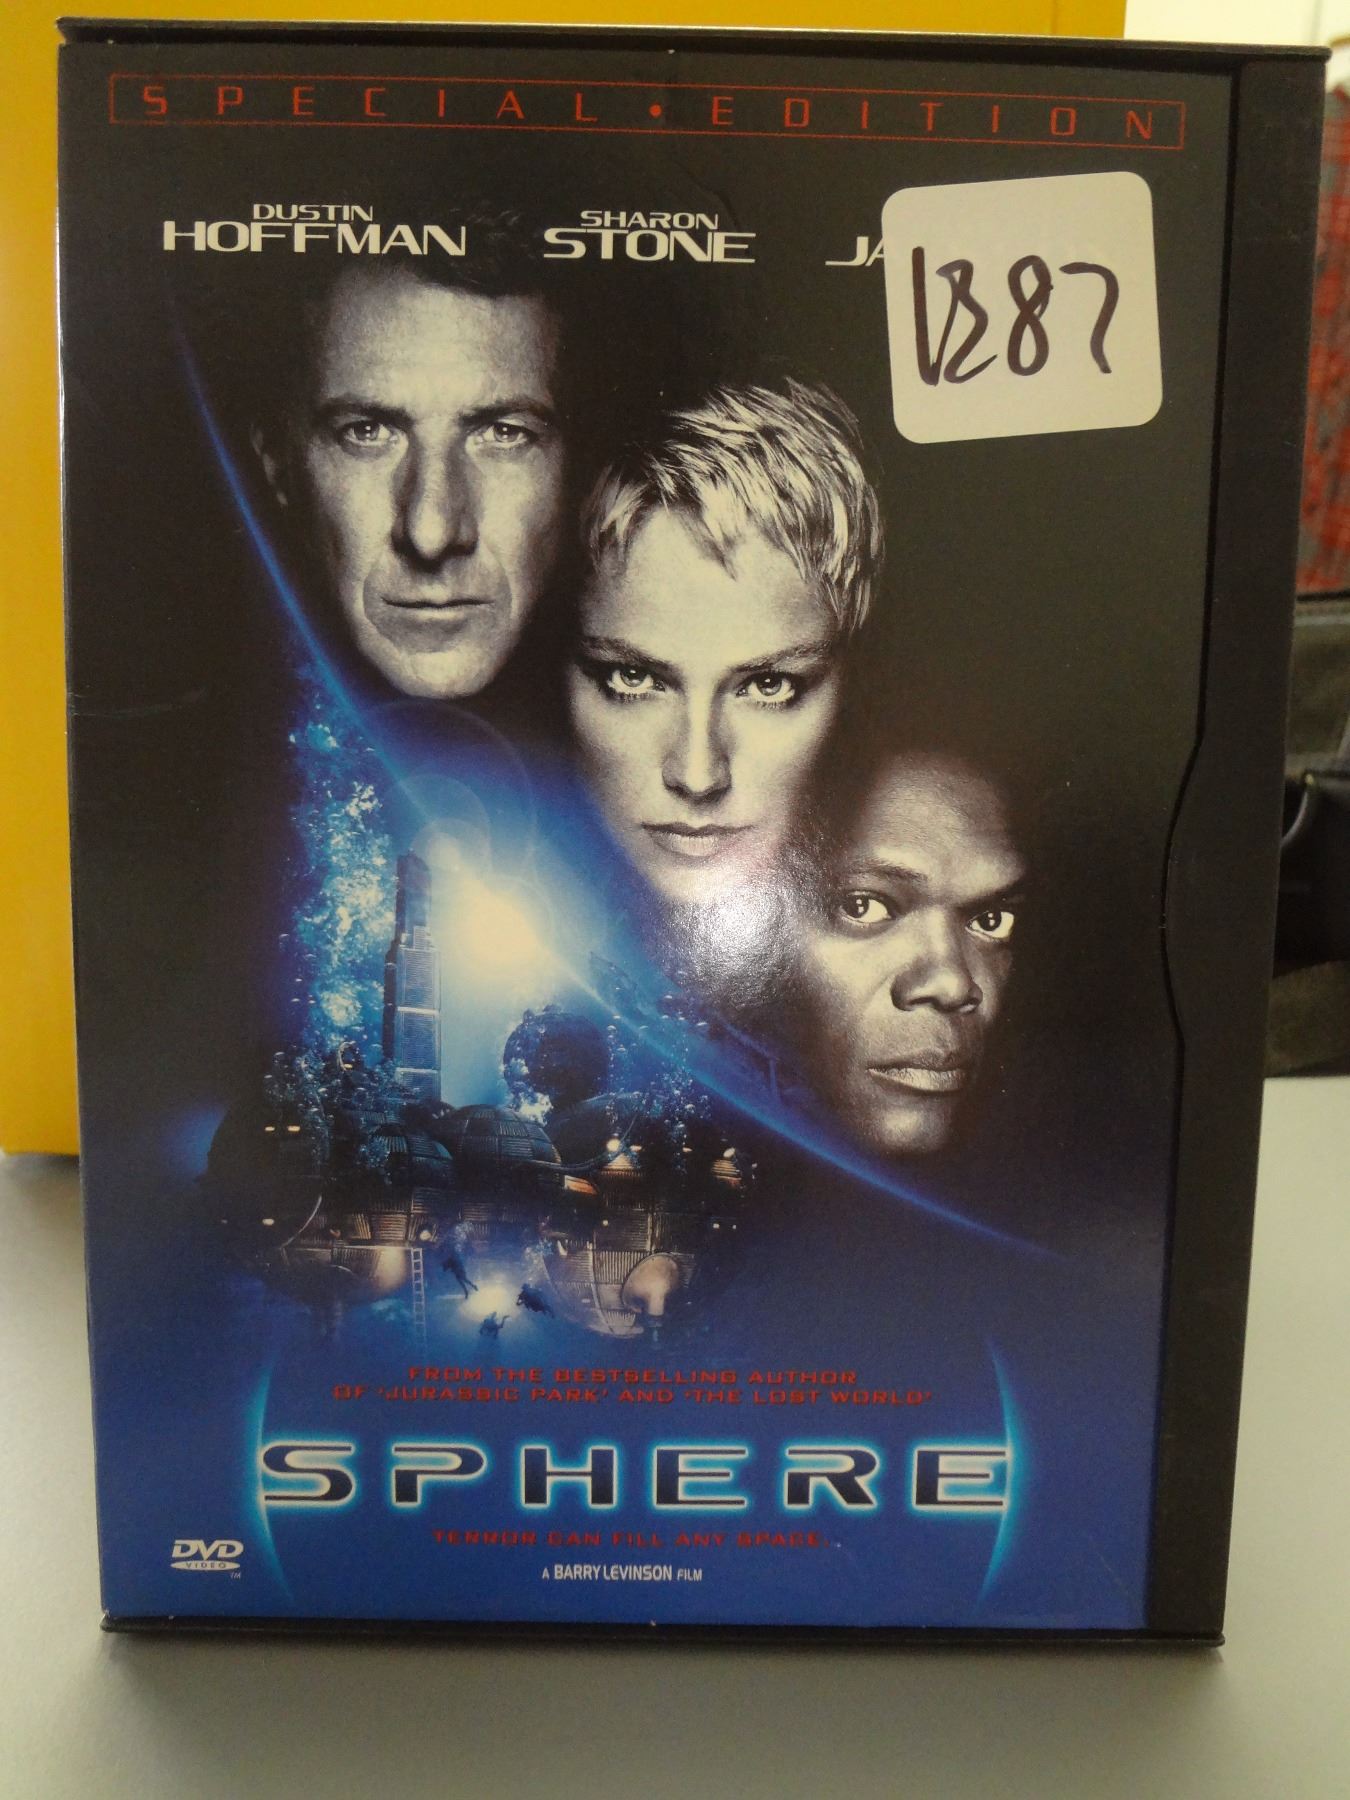 SPECIAL • EDITION
DUSTIN HOFFMAN
SHARON STONE
JA
FROM THE BESTSELLING AUTHOR
OF 'JURASSIC PARK' AND 'THE LOST WORLD'
SPHERE
TERROR CAN FILL ANY SPACE.
DVD
VIDEO
TM
A BARRY LEVINSON FILM